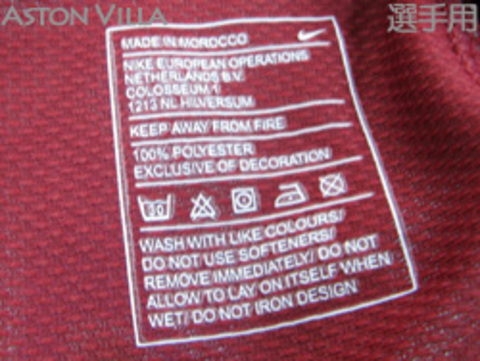 ASTON VILLA
選手用
MADE IN MOROCCO
NIKE EUROPEAN OPERATIONS
NETHERLANDS B.V.
COLOSSEUM 1/
1213 NL HILVERSUM
KEEP AWAY FROM FIRE
100% POLYESTER
EXCLUSIVE OF DECORATION
30
WASH WITH LIKE COLOURS/
DO NOT USE SOFTENERS/
REMOVE IMMEDIATELY/ DO NOT
ALLOW TO LAY ON ITSELF WHEN
WET/ DO NOT IRON DESIGN